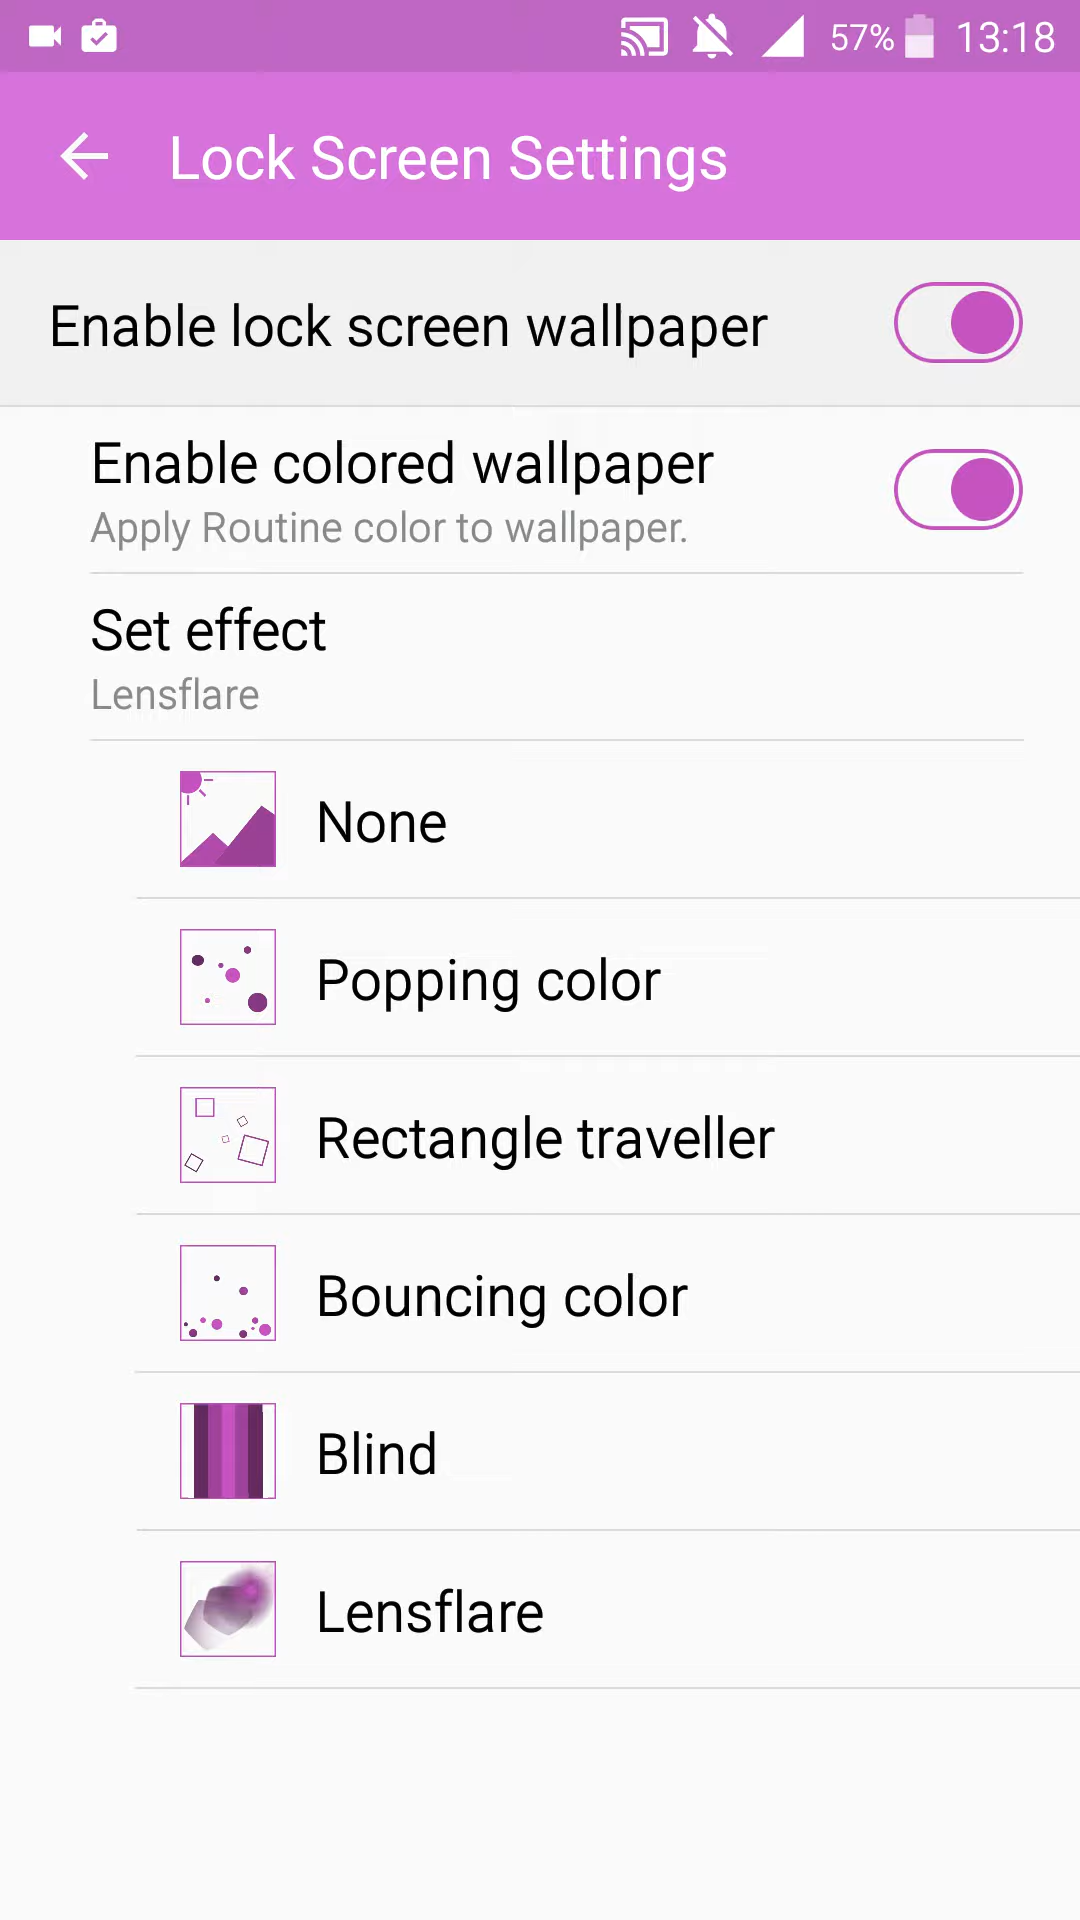 57% 13:18
Lock Screen Settings
Enable lock screen wallpaper
Enable colored wallpaper
Apply Routine color to wallpaper.
Set effect
Lensflare
None
Popping color
Rectangle traveller
Bouncing color
Blind
Lensflare